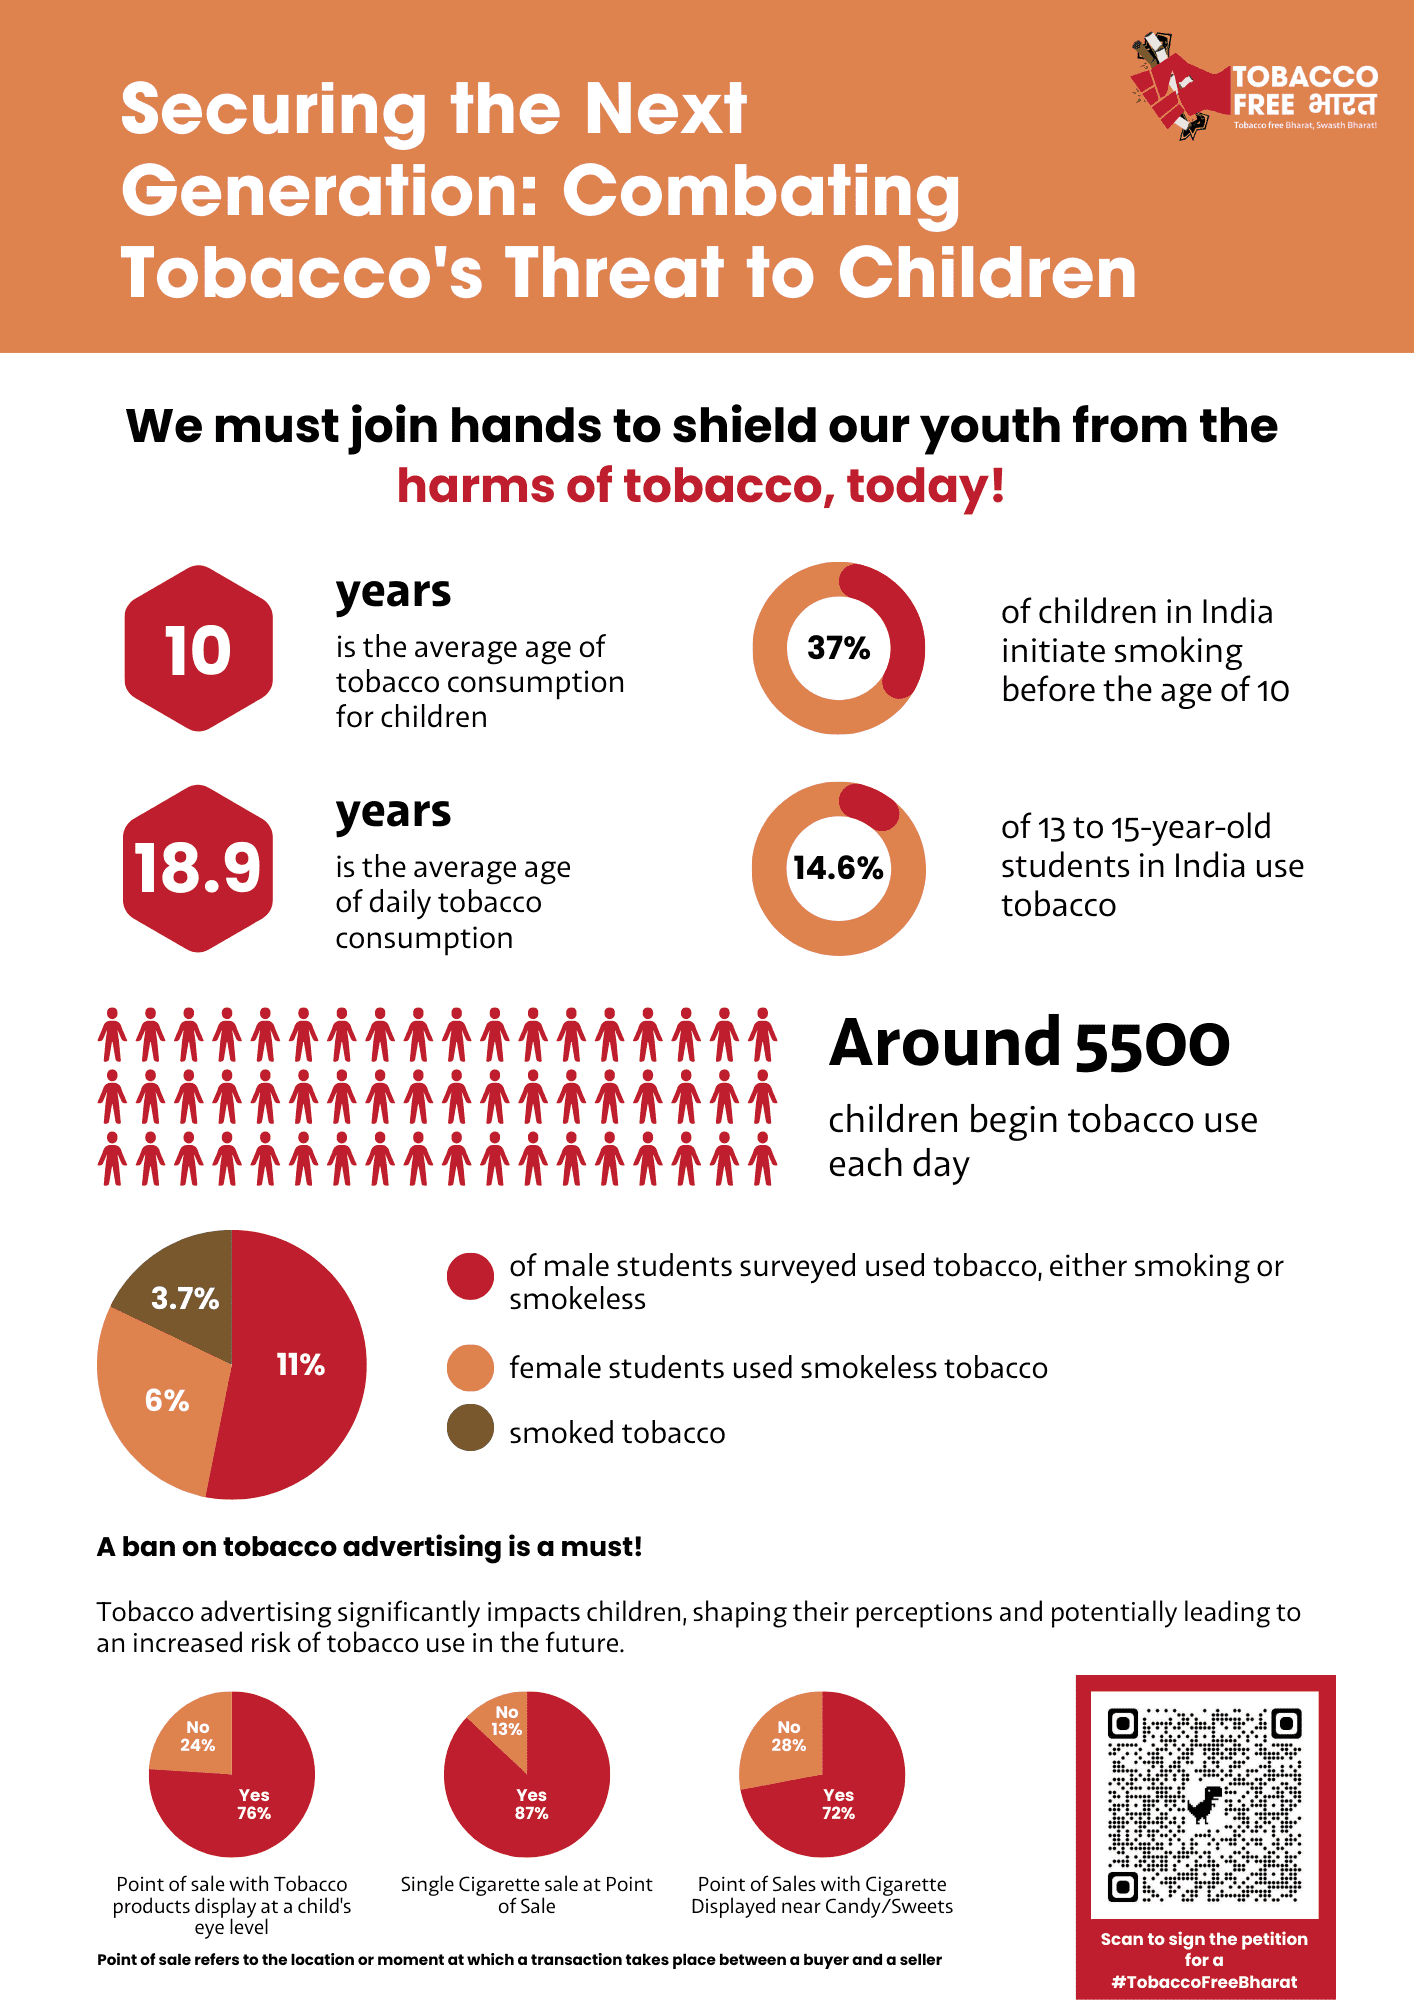 Securing the Next
Generation: Combating
Tobacco's Threat to Children
TOBACCO
FREE भारत
Tobacco free Bharat, Swasth Bharat!
We must join hands to shield our youth from the
harms of tobacco, today!
10
years
is the average age of
tobacco consumption
for children
37%
of children in India
initiate smoking
before the age of 10
18.9
years
is the average age
of daily tobacco
consumption
14.6%
of 13 to 15-year-old
students in India use
tobacco
Around 5500
children begin tobacco use
each day
3.7%
11%
6%
of male students surveyed used tobacco, either smoking or
smokeless
female students used smokeless tobacco
smoked tobacco
A ban on tobacco advertising is a must!
Tobacco advertising significantly impacts children, shaping their perceptions and potentially leading to
an increased risk of tobacco use in the future.
No
24%
Yes
76%
Point of sale with Tobacco
products display at a child's
eye level
No
13%
Yes
87%
Single Cigarette sale at Point
of Sale
No
28%
Yes
72%
Point of Sales with Cigarette
Displayed near Candy/Sweets
Point of sale refers to the location or moment at which a transaction takes place between a buyer and a seller
Scan to sign the petition
for a
#TobaccoFreeBharat